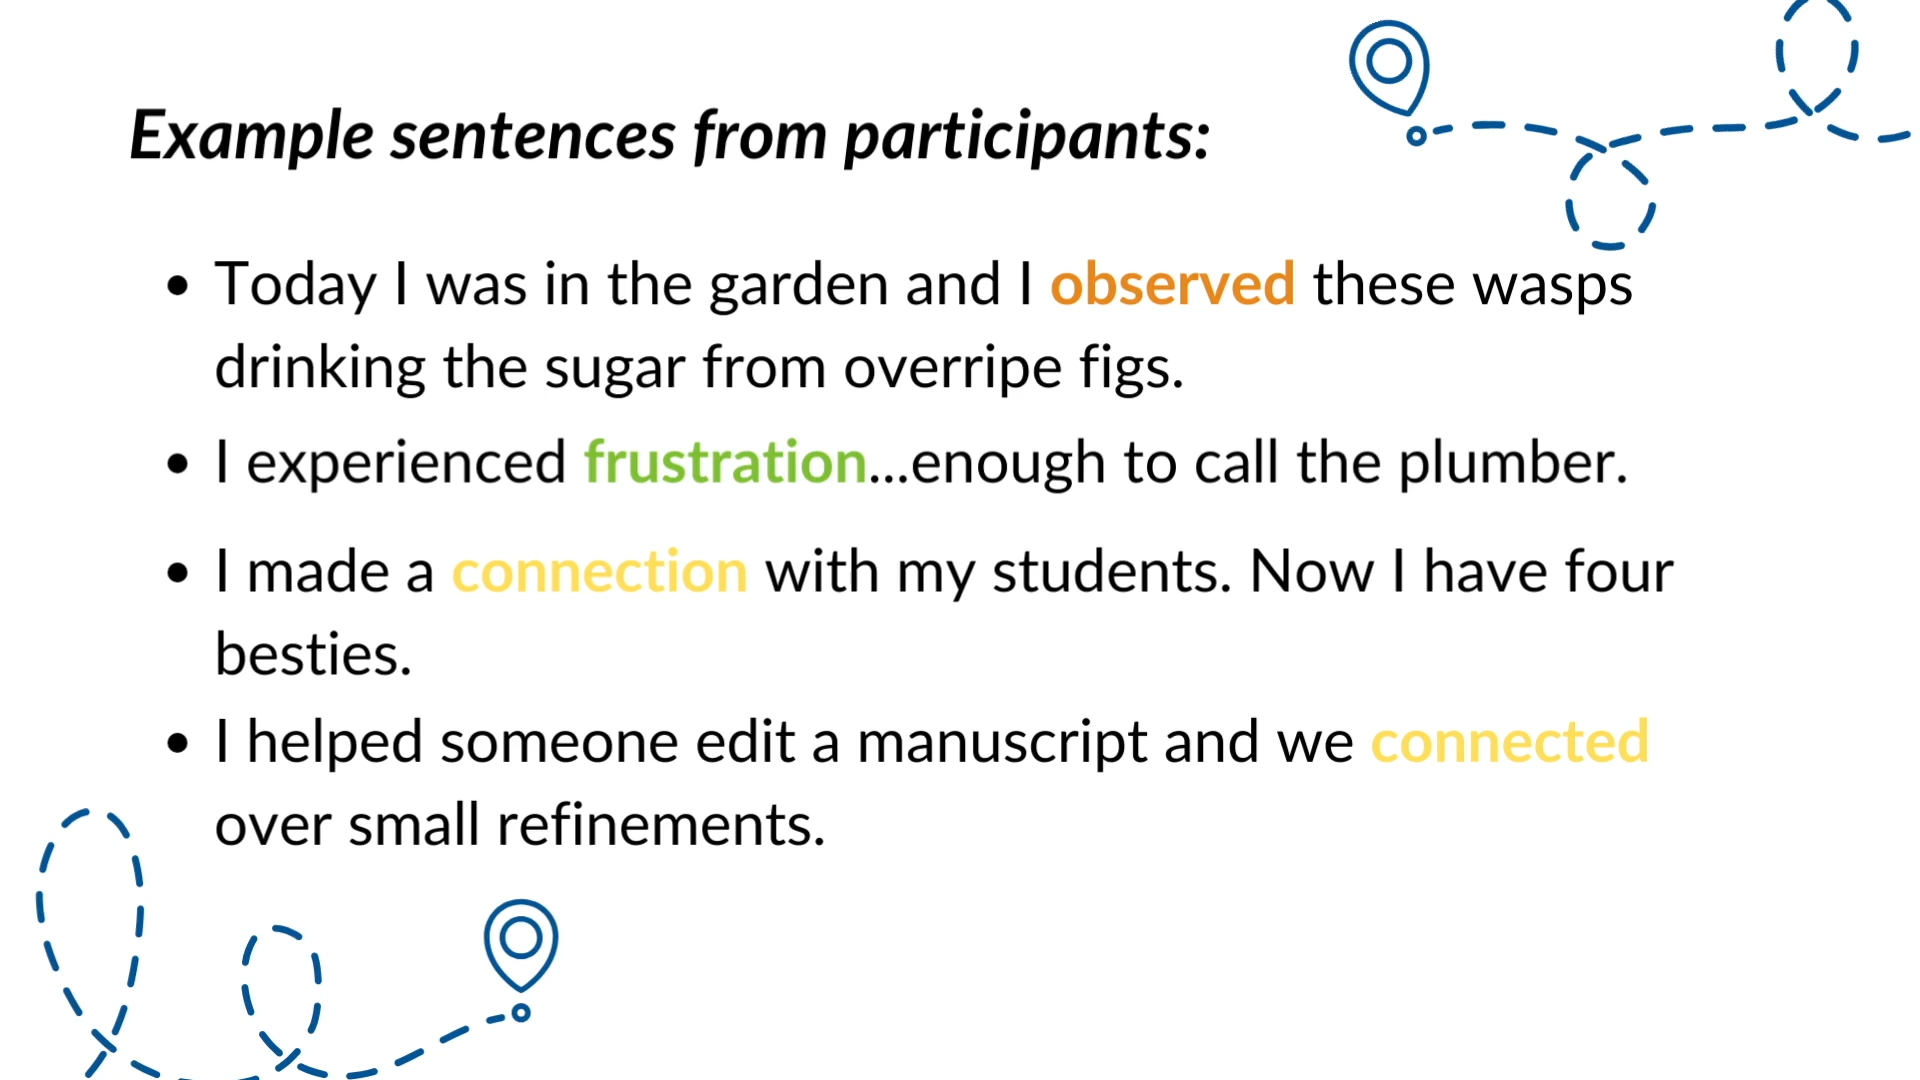 Example sentences from participants:
• Today I was in the garden and I observed these wasps
drinking the sugar from overripe figs.
• I experienced frustration...enough to call the plumber.
• I made a connection with my students. Now I have four
besties.
• I helped someone edit a manuscript and we connected
over small refinements.